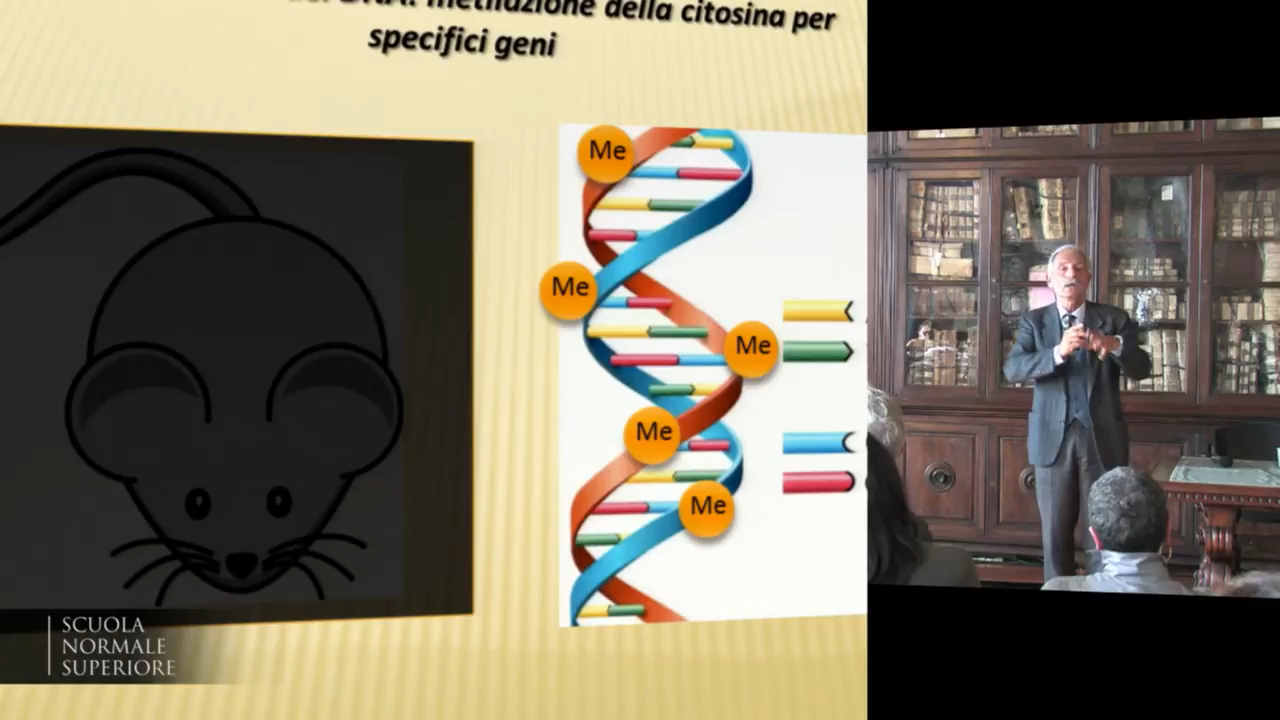 metilazione della citosina per
specifici geni
Me
Me
Me
Me
Me
SCUOLA
NORMALE
SUPERIORE